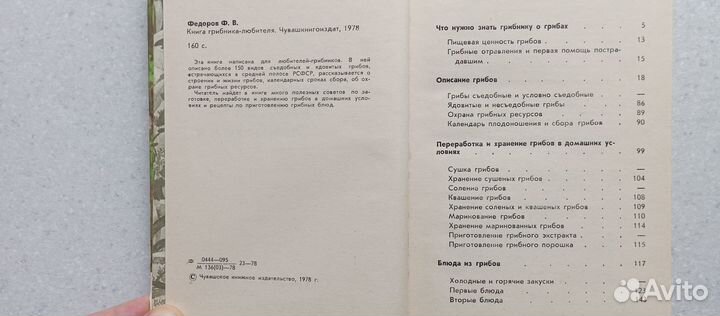 Федоров Ф. В.
Книга грибника-любителя. Чувашкнигоиздат, 1978
160 с.
Эта книга написана для любителей-грибников. В ней
описано более 150 видов съедобных и ядовитых грибов,
встречающихся в средней полосе РСФСР, рассказывается о
строении и жизни грибов, календарных сроках сбора, об ох-
ране грибных ресурсов.
Читатель найдет в книге много полезных советов по за-
готовке, переработке и хранению грибов в домашних усло-
виях и рецепты по приготовлению грибных блюд.
Ф 0444—095
М 136(03)—78 23—78
© Чувашское книжное издательство, 1978 г.
Что нужно знать грибнику о грибах . . 5
Пищевая ценность грибов . . . . 13
Грибные отравления и первая помощь постра-
давшим . . . . . 15
Описание грибов . . . . . 18
Грибы съедобные и условно съедобные . . —
Ядовитые и несъедобные грибы . . . 86
Охрана грибных ресурсов . . . . 89
Календарь плодоношения и сбора грибов . 90
Переработка и хранение грибов в домашних ус-
ловиях . . . . . . 99
Сушка грибов . . . . . —
Хранение сушеных грибов . . . . 104
Соление грибов . . . . . —
Квашение грибов . . . . . 108
Хранение соленых и квашеных грибов . . 109
Маринование грибов . . . . . 110
Хранение маринованных грибов . . . 114
Приготовление грибного экстракта . . —
Приготовление грибного порошка . . . 115
Блюда из грибов . . . . . 117
Холодные и горячие закуски . . .
Первые блюда . . . . . 123
Вторые блюда
Avito